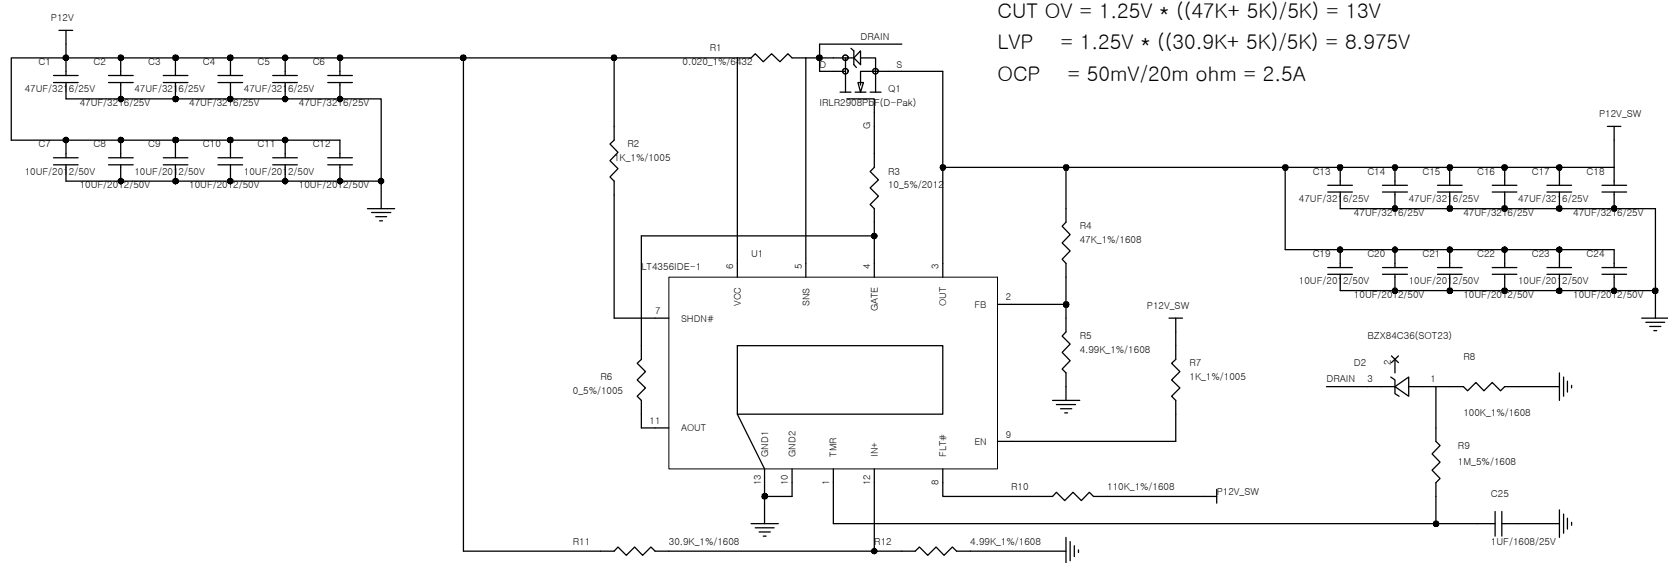 CUT OV = 1.25V * ((47K+ 5K)/5K) = 13V
LVP = 1.25V * ((30.9K+ 5K)/5K) = 8.975V
OCP = 50mV/20m ohm = 2.5A
P12V
C1 C2 C3 C4 C5 C6
47UF/3216/25V 47UF/3216/25V 47UF/3216/25V
47UF/3216/25V 47UF/3216/25V 47UF/3216/25V
C7 C8 C9 C10 C11 C12
10UF/2012/50V 10UF/2012/50V 10UF/2012/50V
10UF/2012/50V 10UF/2012/50V 10UF/2012/50V
R1
0.020_1%/6432
DRAIN
D S
Q1
IRLR2908PbF(D-Pak)
G
R2
1K_1%/1005
R3
10_5%/2012
P12V_SW
C13 C14 C15 C16 C17 C18
47UF/3216/25V 47UF/3216/25V 47UF/3216/25V
47UF/3216/25V 47UF/3216/25V 47UF/3216/25V
C19 C20 C21 C22 C23 C24
10UF/2012/50V 10UF/2012/50V 10UF/2012/50V
10UF/2012/50V 10UF/2012/50V 10UF/2012/50V
R4
47K_1%/1608
U1
LT4356IDE-1
6 5 4 3
VCC SNS GATE OUT
7 SHDN#
FB 2
R5
4.99K_1%/1608
P12V_SW
R7
1K_1%/1005
R6
0_5%/1005
11 AOUT
EN 9
GND1 GND2 TMR IN+ FLT#
13 10 1 12 8
R10 110K_1%/1608 P12V_SW
R11 30.9K_1%/1608
R12 4.99K_1%/1608
BZX84C36(SOT23)
D2 2
DRAIN 3 1
R8
100K_1%/1608
R9
1M_5%/1608
C25
1UF/1608/25V